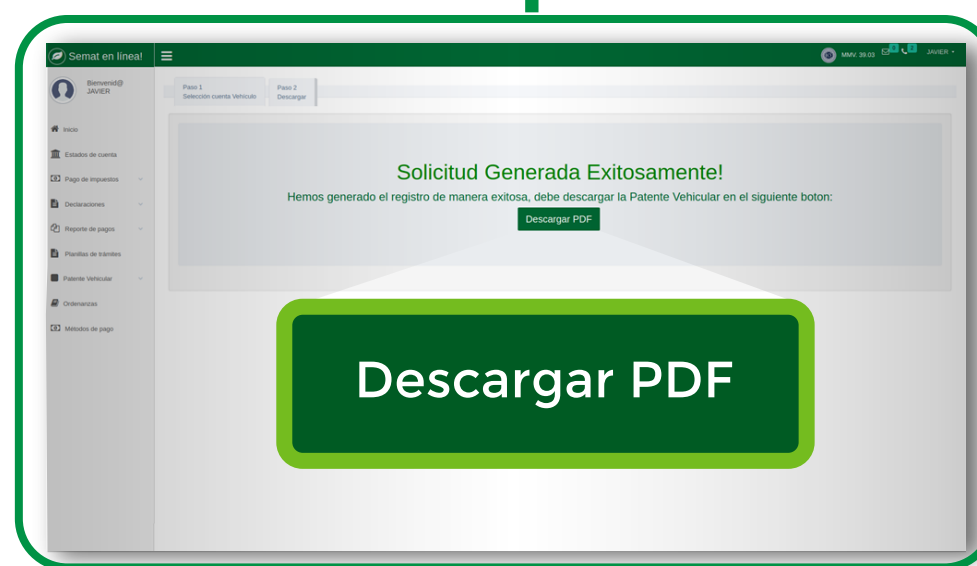 Semat en línea!
MMV. 39.03
JAVIER
Bienvenid@
JAVIER
Paso 1
Selección cuenta Vehículo
Paso 2
Descargar
Inicio
Estados de cuenta
Pago de impuestos
Declaraciones
Reporte de pagos
Planillas de trámites
Patente Vehicular
Ordenanzas
Métodos de pago
Solicitud Generada Exitosamente!
Hemos generado el registro de manera exitosa, debe descargar la Patente Vehicular en el siguiente boton:
Descargar PDF
Descargar PDF